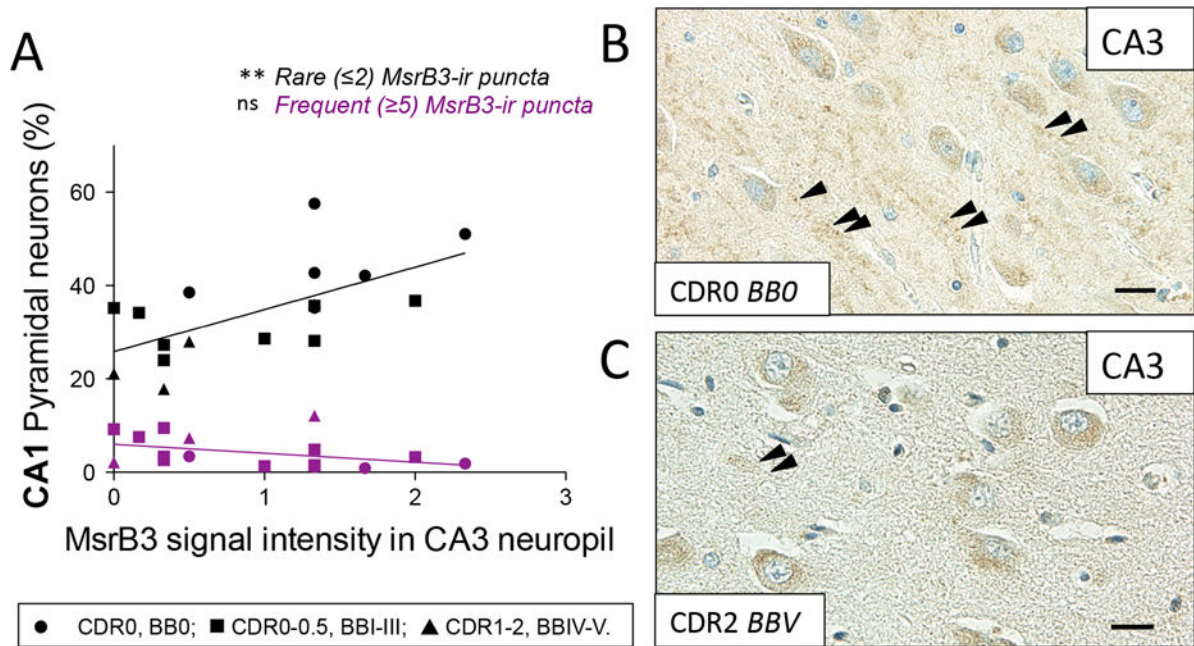 A
** Rare (≤2) MsrB3-ir puncta
ns Frequent (≥5) MsrB3-ir puncta
CA1 Pyramidal neurons (%)
60
40
20
0
0 1 2 3
MsrB3 signal intensity in CA3 neuropil
● CDR0, BB0; ■ CDR0-0.5, BBI-III; ▲ CDR1-2, BBIV-V.
B
CA3
CDR0 BB0
C
CA3
CDR2 BBV